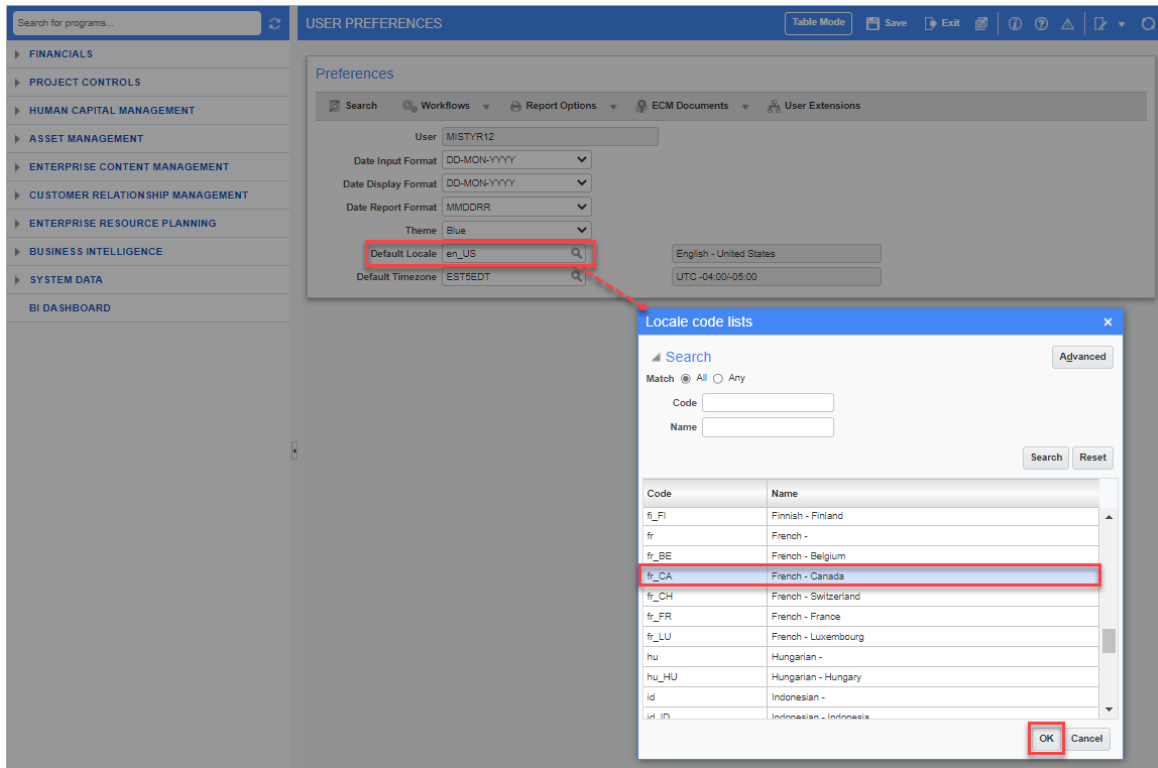 Search for programs...
USER PREFERENCES
Table Mode
Save
Exit
FINANCIALS
PROJECT CONTROLS
HUMAN CAPITAL MANAGEMENT
ASSET MANAGEMENT
ENTERPRISE CONTENT MANAGEMENT
CUSTOMER RELATIONSHIP MANAGEMENT
ENTERPRISE RESOURCE PLANNING
BUSINESS INTELLIGENCE
SYSTEM DATA
BI DASHBOARD
Preferences
Search Workflows Report Options ECM Documents User Extensions
User MISTYR12
Date Input Format DD-MON-YYYY
Date Display Format DD-MON-YYYY
Date Report Format MMDDRR
Theme Blue
Default Locale en_US English - United States
Default Timezone EST5EDT UTC -04:00/-05:00
Locale code lists
Search
Advanced
Match All Any
Code
Name
Search Reset
Code Name
fi_FI Finnish - Finland
fr French -
fr_BE French - Belgium
fr_CA French - Canada
fr_CH French - Switzerland
fr_FR French - France
fr_LU French - Luxembourg
hu Hungarian -
hu_HU Hungarian - Hungary
id Indonesian -
id_ID Indonesian - Indonesia
OK Cancel